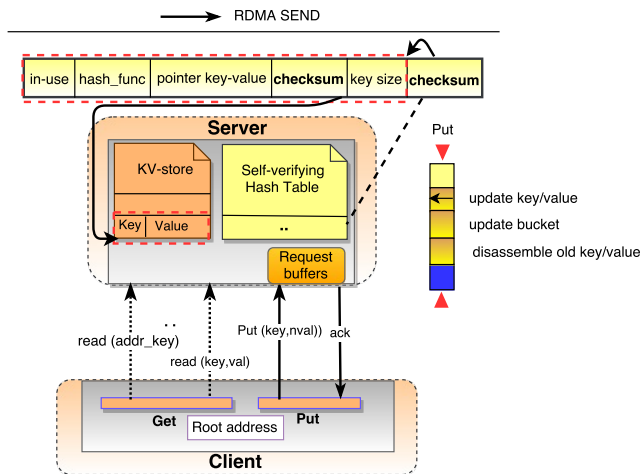 RDMA SEND
in-use hash_func pointer key-value checksum key size checksum
Server
KV-store
Key Value
Self-verifying
Hash Table
..
Request
buffers
Put
update key/value
update bucket
disassemble old key/value
..
read (addr_key)
read (key,val)
Put (key,nval))
ack
Get
Put
Root address
Client